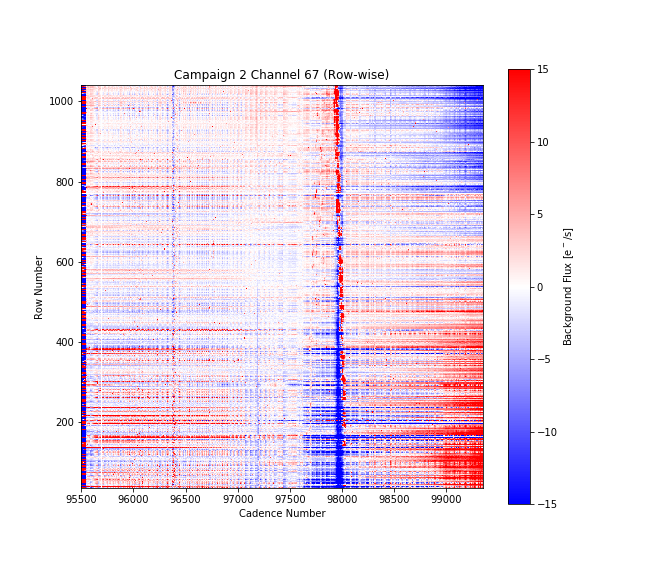 Campaign 2 Channel 67 (Row-wise)
1000
800
600
400
200
Row Number
95500 96000 96500 97000 97500 98000 98500 99000
Cadence Number
15
10
5
0
−5
−10
−15
Background Flux [e⁻/s]